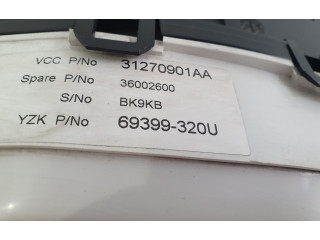 VCC P/No 31270901AA
Spare P/No 36002600
S/No BK9KB
YZK P/No 69399-320U